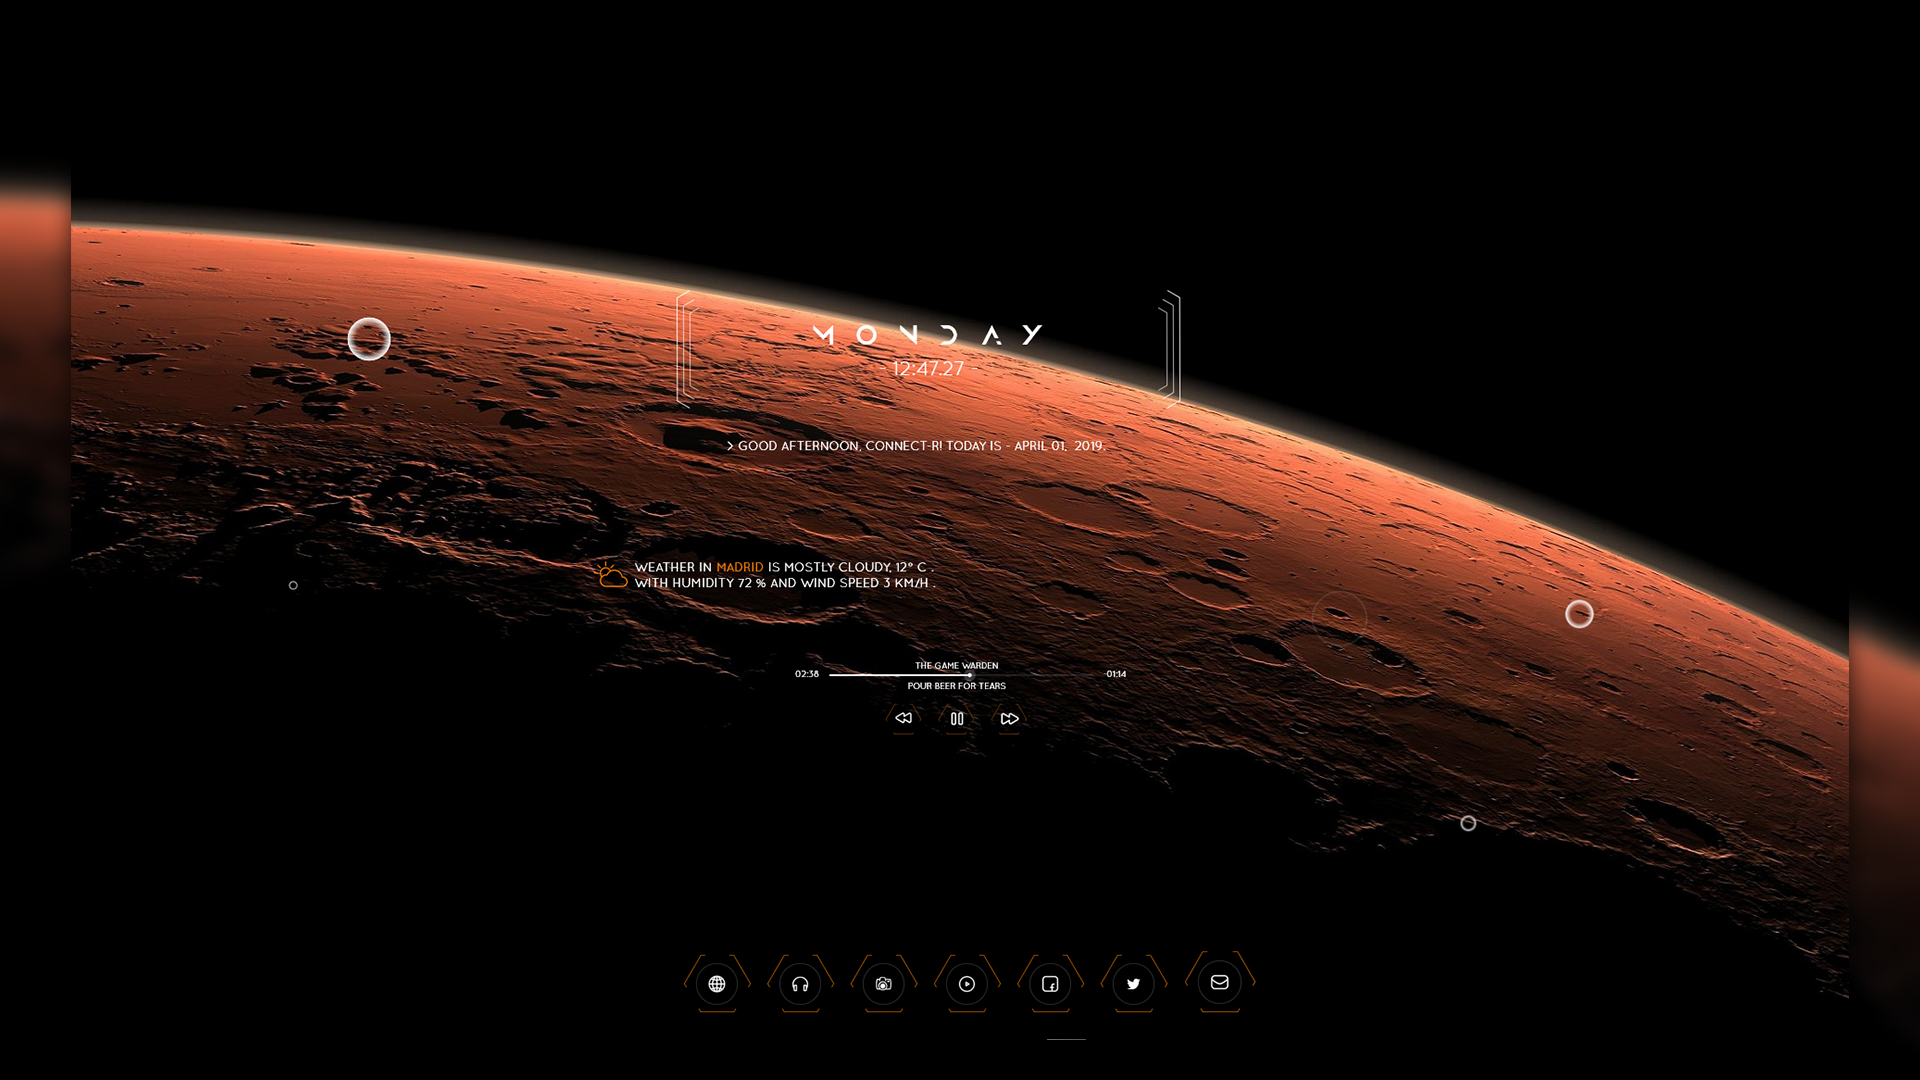 MONDAY
- 12:47.27 -
> GOOD AFTERNOON, CONNECT-R! TODAY IS - APRIL 01, 2019.
WEATHER IN MADRID IS MOSTLY CLOUDY, 12° C .
WITH HUMIDITY 72 % AND WIND SPEED 3 KM/H .
THE GAME WARDEN
02:38 -01:14
POUR BEER FOR TEARS